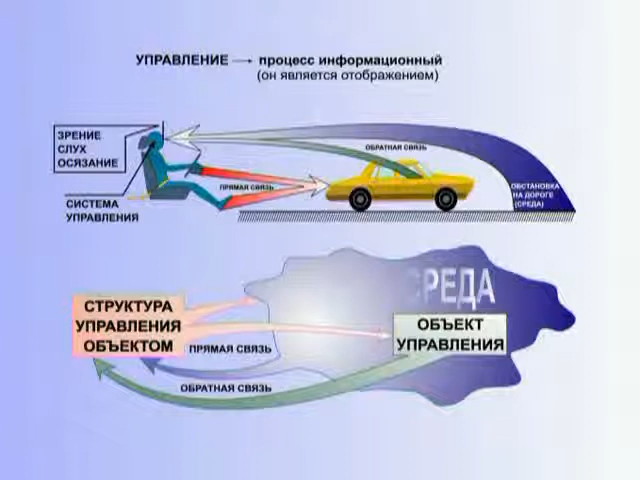 УПРАВЛЕНИЕ → процесс информационный
(он является отображением)
ЗРЕНИЕ
СЛУХ
ОСЯЗАНИЕ
СИСТЕМА
УПРАВЛЕНИЯ
ПРЯМАЯ СВЯЗЬ
ОБРАТНАЯ СВЯЗЬ
ОБСТАНОВКА
НА ДОРОГЕ
(СРЕДА)
СРЕДА
СТРУКТУРА
УПРАВЛЕНИЯ
ОБЪЕКТОМ
ОБЪЕКТ
УПРАВЛЕНИЯ
ПРЯМАЯ СВЯЗЬ
ОБРАТНАЯ СВЯЗЬ